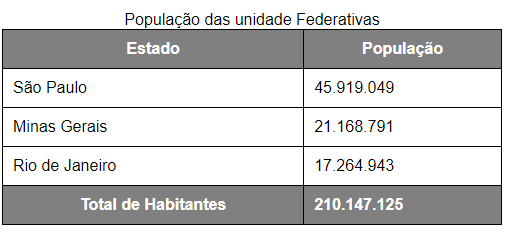 População das unidade Federativas
Estado População
São Paulo 45.919.049
Minas Gerais 21.168.791
Rio de Janeiro 17.264.943
Total de Habitantes 210.147.125